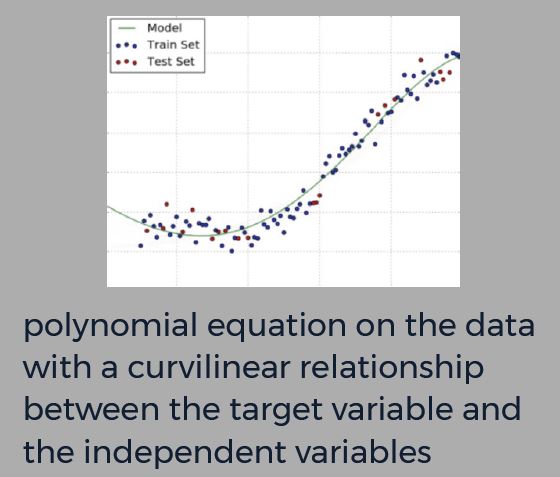 Model
Train Set
Test Set
polynomial equation on the data
with a curvilinear relationship
between the target variable and
the independent variables